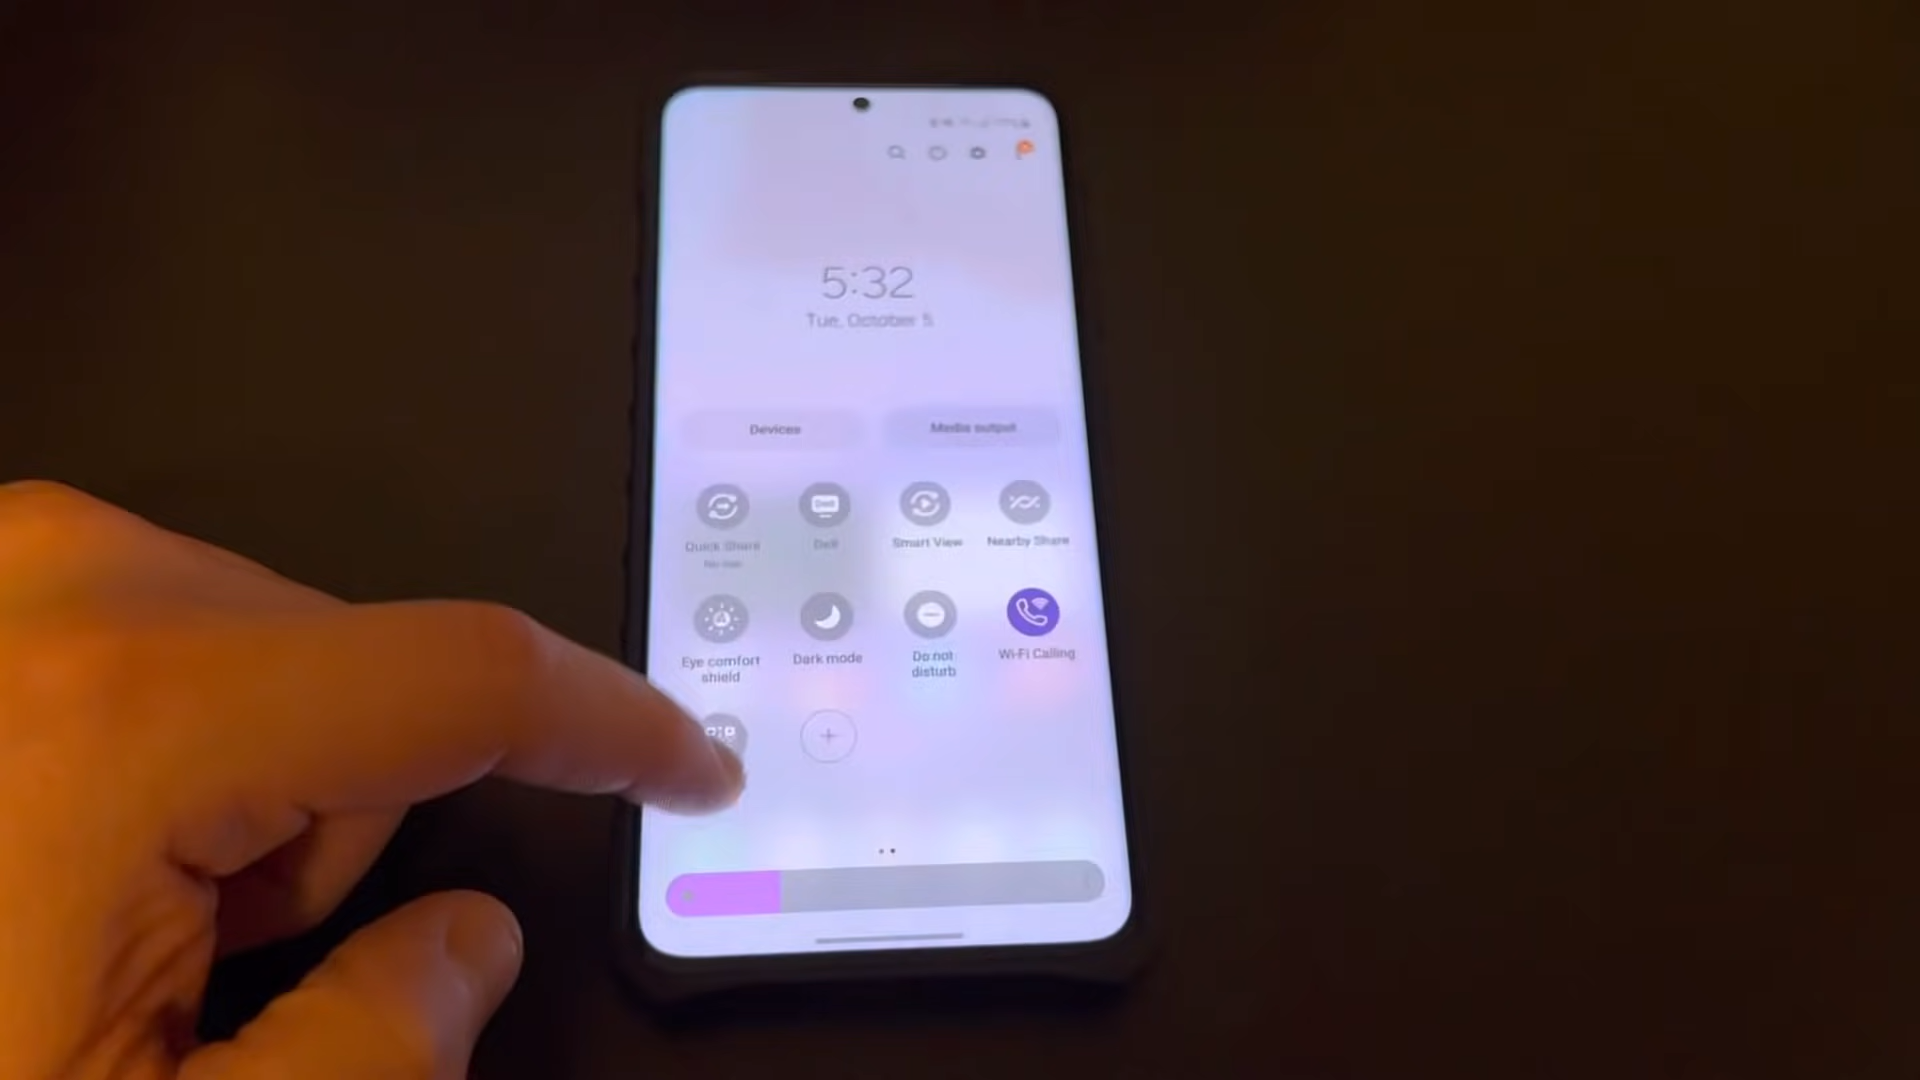 5:32
Tue, October 5
Devices
Media output
Quick Share
Dell
Smart View
Nearby Share
Eye comfort
shield
Dark mode
Do not
disturb
Wi-Fi Calling